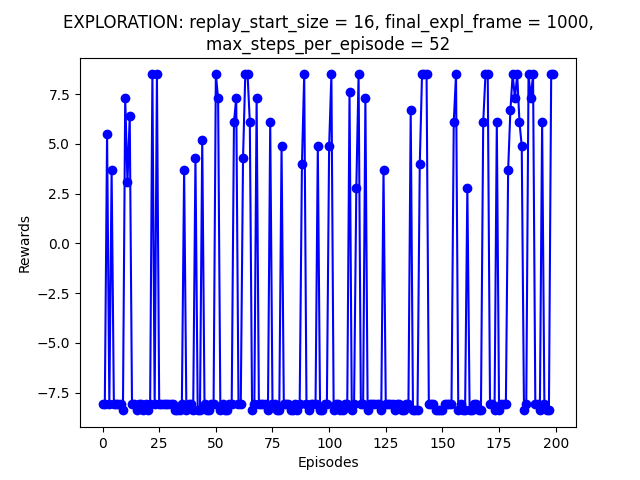 EXPLORATION: replay_start_size = 16, final_expl_frame = 1000,
max_steps_per_episode = 52
7.5
5.0
2.5
0.0
−2.5
−5.0
−7.5
Rewards
0 25 50 75 100 125 150 175 200
Episodes